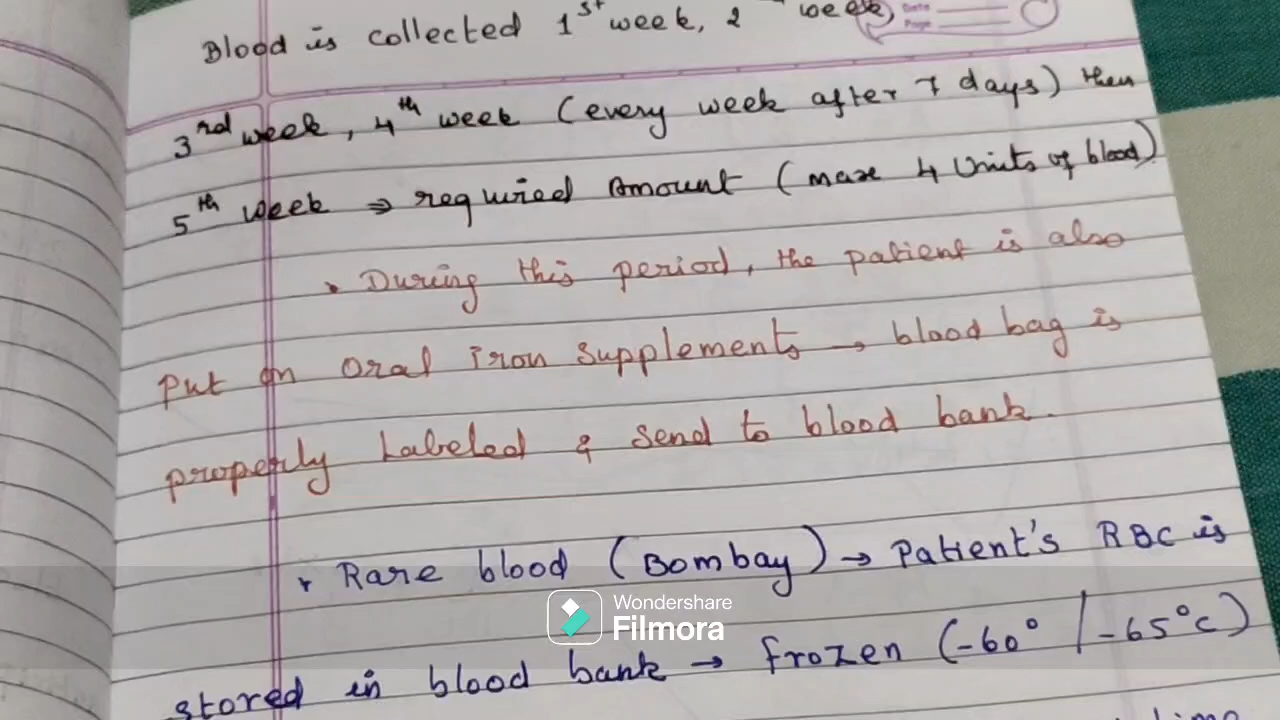 Date
Page
Blood is collected 1st week, 2 week,
3rd week, 4th week (every week after 7 days) then
5th week ⇒ required Amount (max 4 Units of blood)
• During this period, the patient is also
put on oral iron supplements → blood bag is
properly Labeled & send to blood bank.
• Rare blood (Bombay) → Patient's RBC is
Wondershare
Filmora
stored in blood bank → frozen (-60° / -65°c)